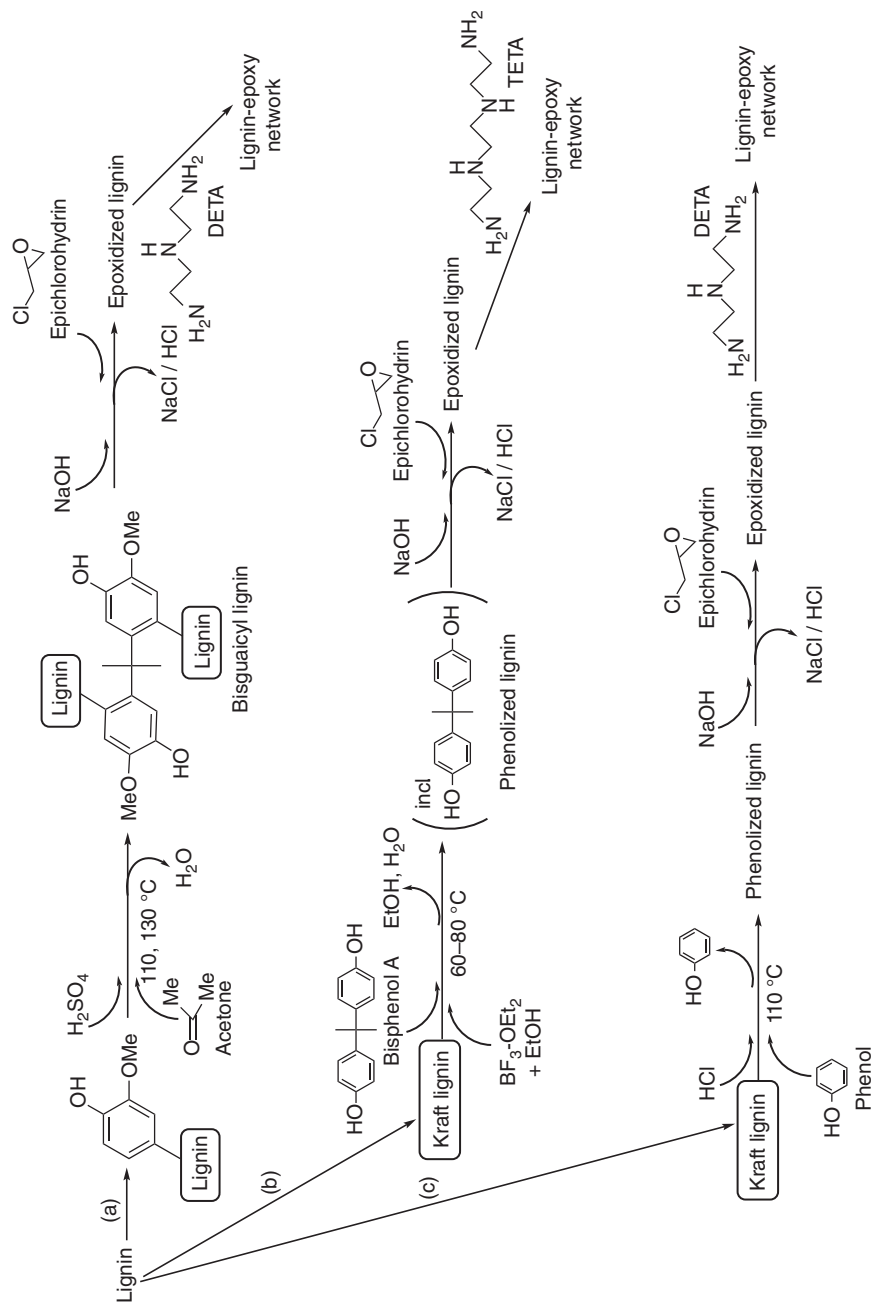 Lignin
(a)
OH
OMe
Lignin
H2SO4
O
Me
Me
Acetone
110, 130 °C
H2O
MeO
HO
Lignin
OH
OMe
Lignin
Bisguaicyl lignin
NaOH
Cl
O
Epichlorohydrin
NaCl / HCl
Epoxidized lignin
H2N
H
N
NH2
DETA
Lignin-epoxy
network
(b)
Kraft lignin
HO
OH
Bisphenol A
BF3-OEt2
+ EtOH
EtOH, H2O
60–80 °C
incl
HO
OH
Phenolized lignin
NaOH
Cl
O
Epichlorohydrin
NaCl / HCl
Epoxidized lignin
H2N
H
N
N
H
NH2
TETA
Lignin-epoxy
network
(c)
Kraft lignin
HCl
HO
Phenol
HO
110 °C
Phenolized lignin
NaOH
Cl
O
Epichlorohydrin
NaCl / HCl
Epoxidized lignin
H2N
H
N
NH2
DETA
Lignin-epoxy
network